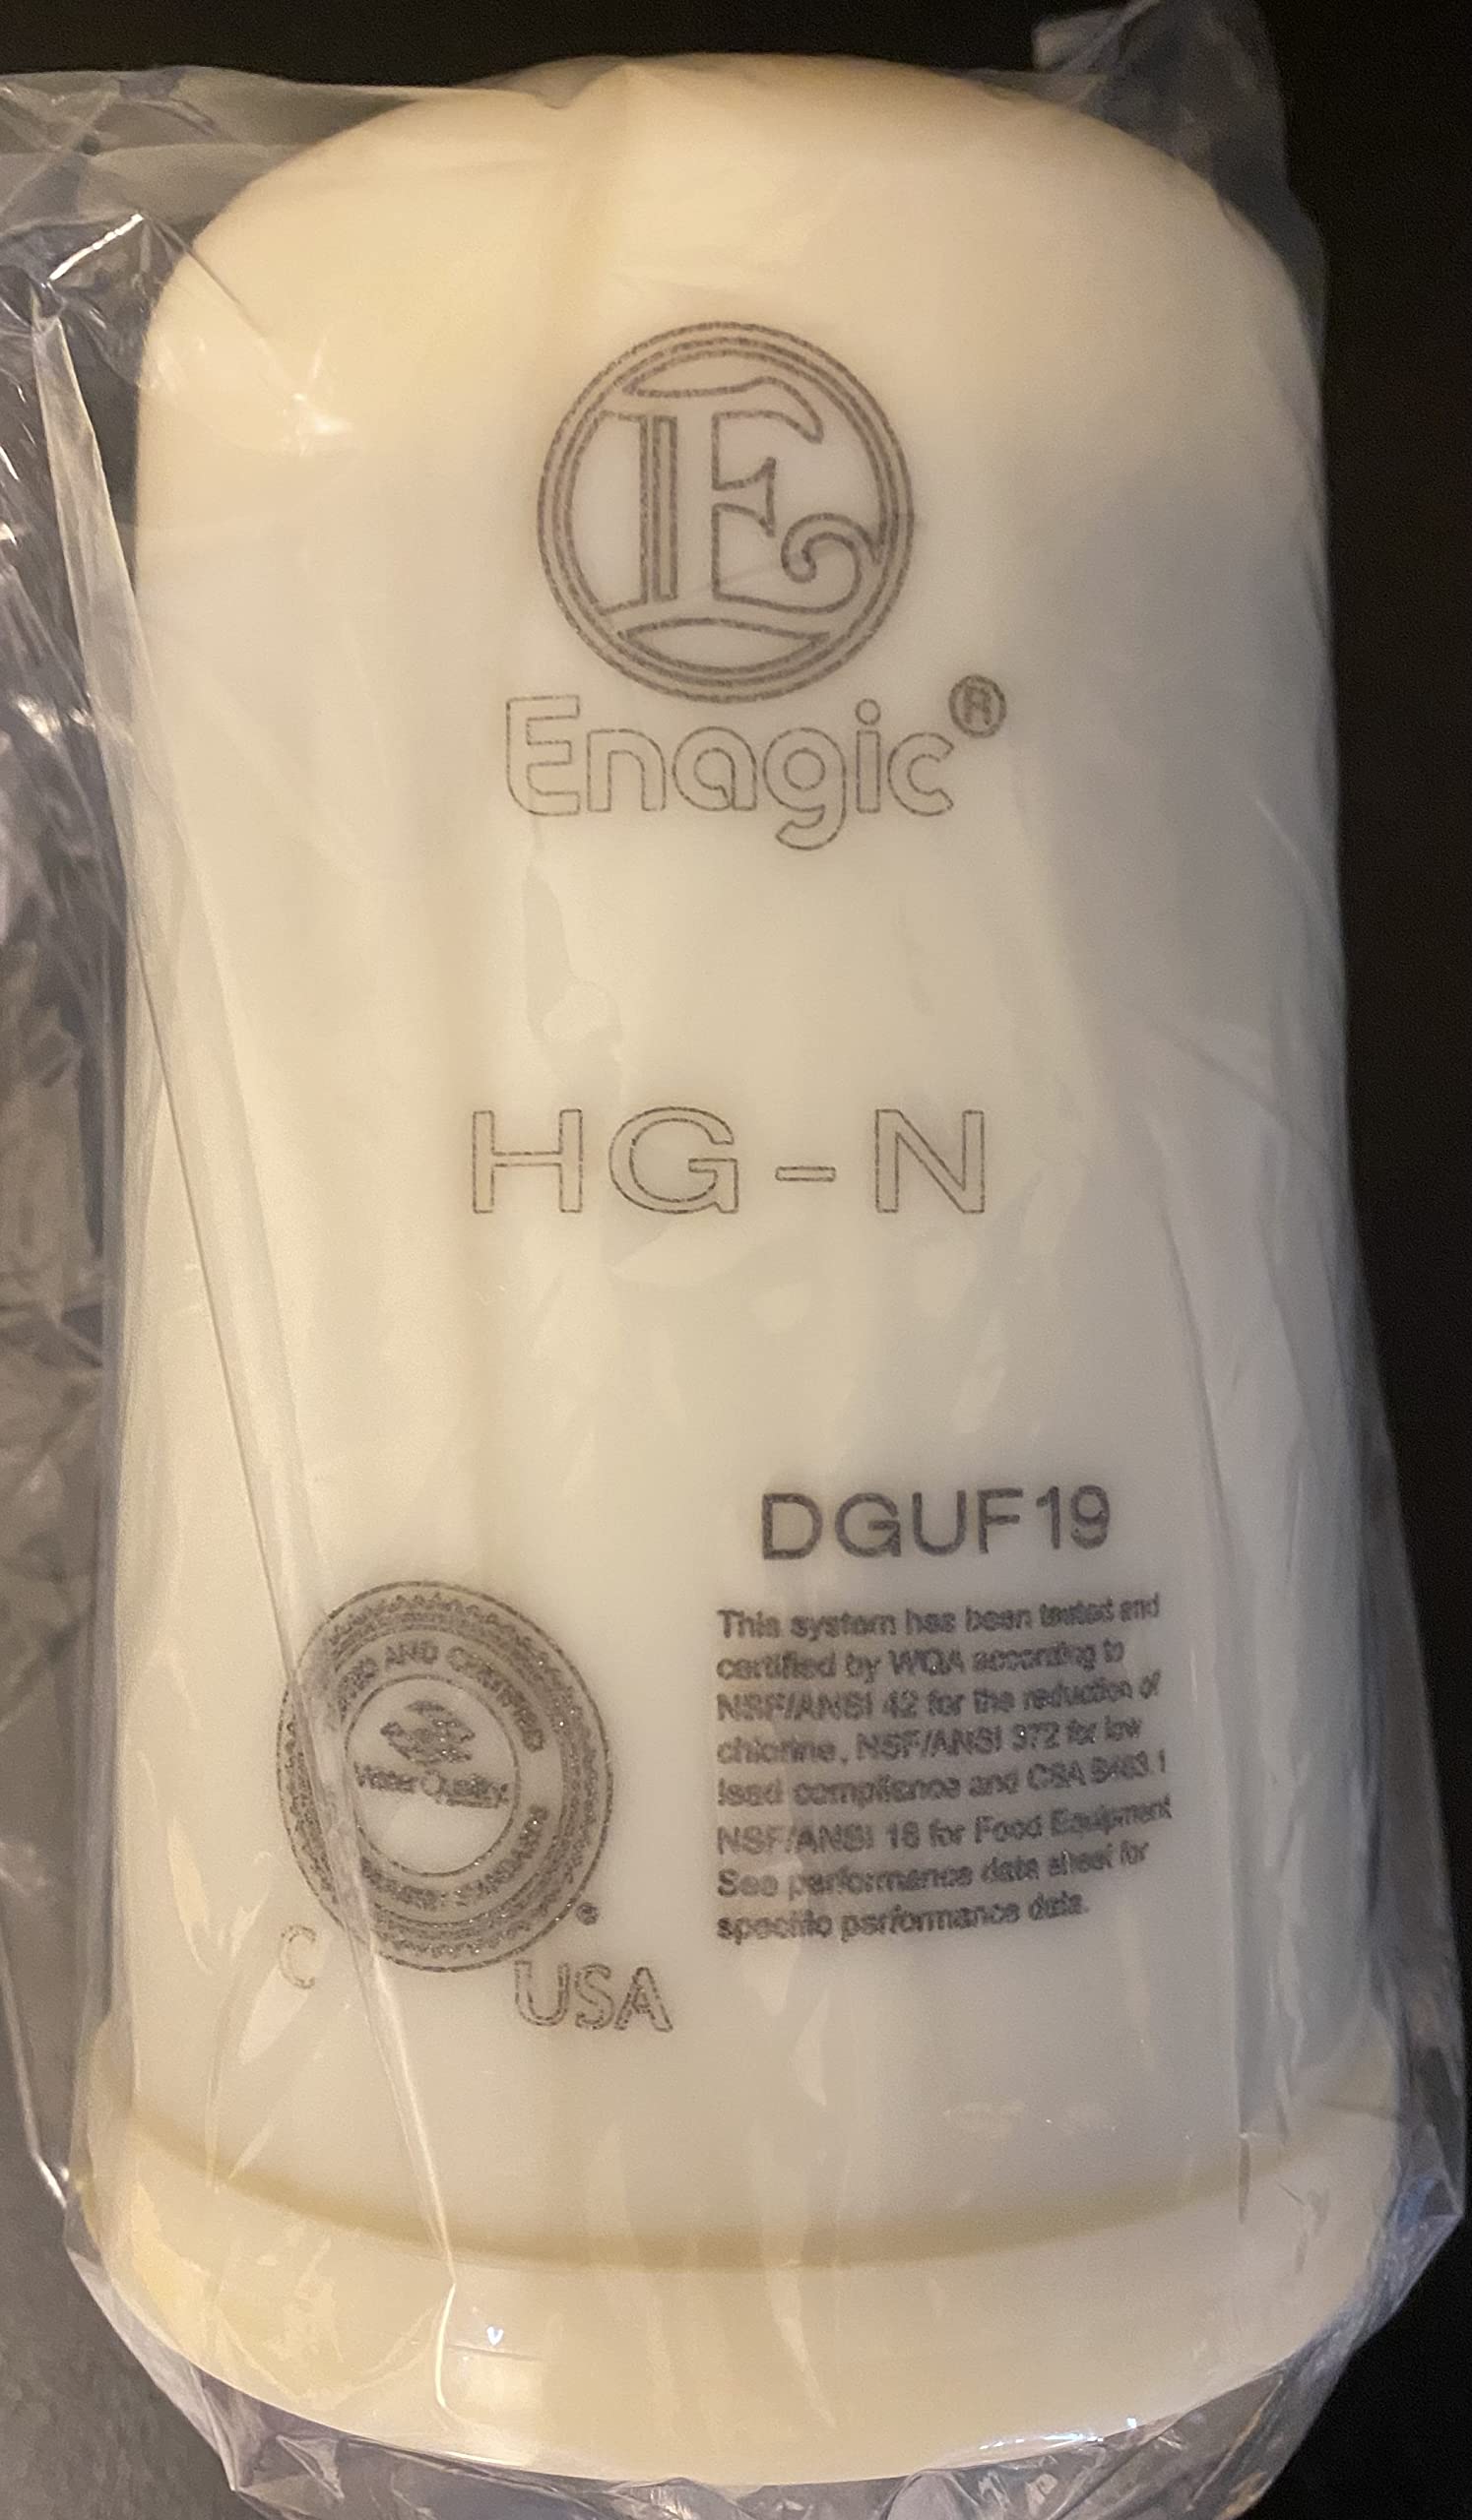 E
Enagic®
HG-N
DGUF19
This system has been tested and
certified by WQA according to
NSF/ANSI 42 for the reduction of
chlorine, NSF/ANSI 372 for low
lead compliance and CSA B483.1
NSF/ANSI 18 for Food Equipment
See performance data sheet for
specific performance data.
AND CERTIFIED
Water Quality
C
USA